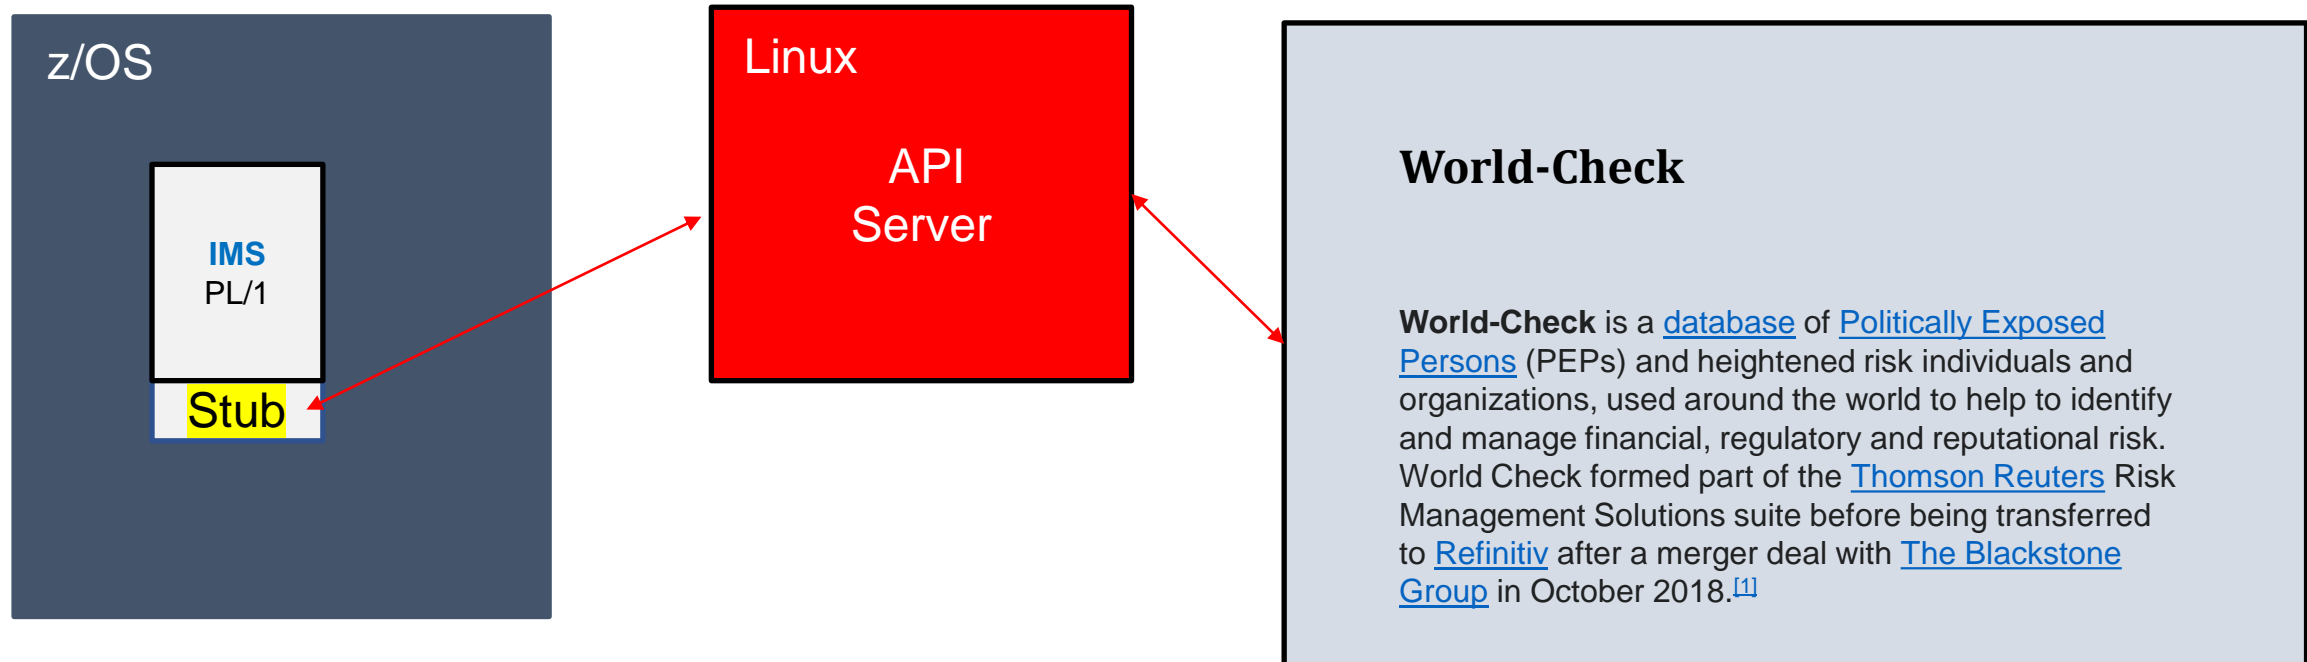 z/OS
IMS
PL/1
Stub
Linux
API
Server
World-Check
World-Check is a database of Politically Exposed
Persons (PEPs) and heightened risk individuals and
organizations, used around the world to help to identify
and manage financial, regulatory and reputational risk.
World Check formed part of the Thomson Reuters Risk
Management Solutions suite before being transferred
to Refinitiv after a merger deal with The Blackstone
Group in October 2018.[1]